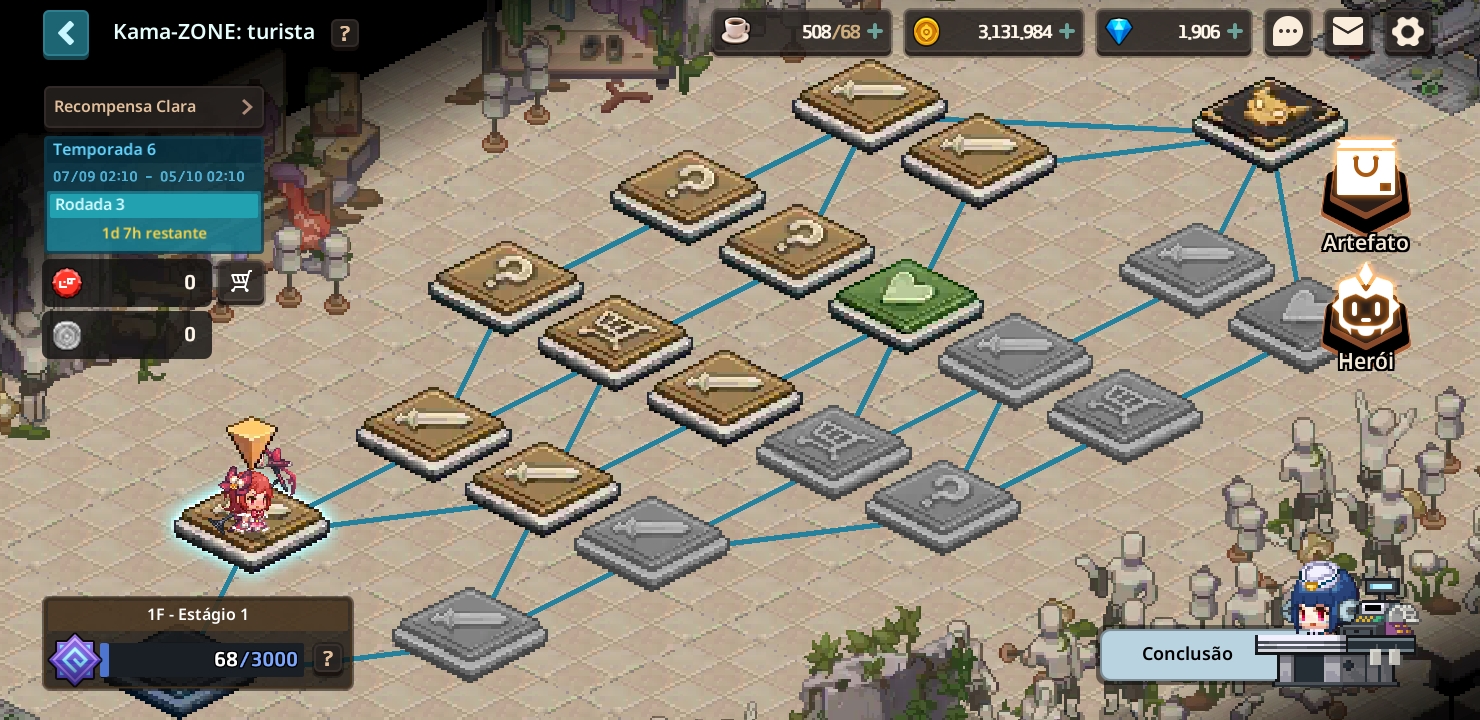 Kama-ZONE: turista
?
508/68
3,131,984
1,906
Recompensa Clara
Temporada 6
07/09 02:10 – 05/10 02:10
Rodada 3
1d 7h restante
0
0
Artefato
Herói
1F - Estágio 1
68/3000
?
Conclusão